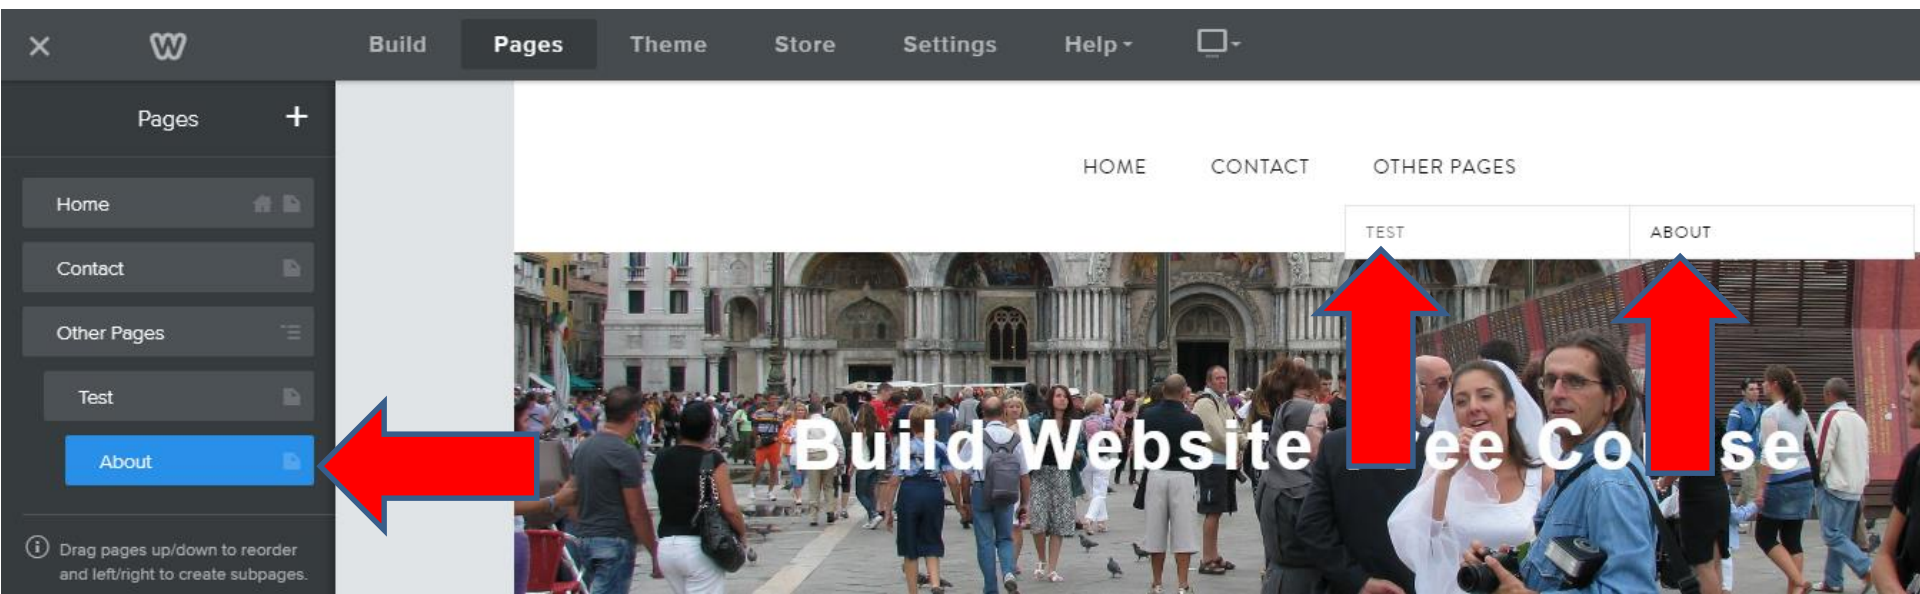 Build Pages Theme Store Settings Help
Pages +
Home
Contact
Other Pages
Test
About
Drag pages up/down to reorder
and left/right to create subpages.
HOME CONTACT OTHER PAGES
TEST ABOUT
Build Website